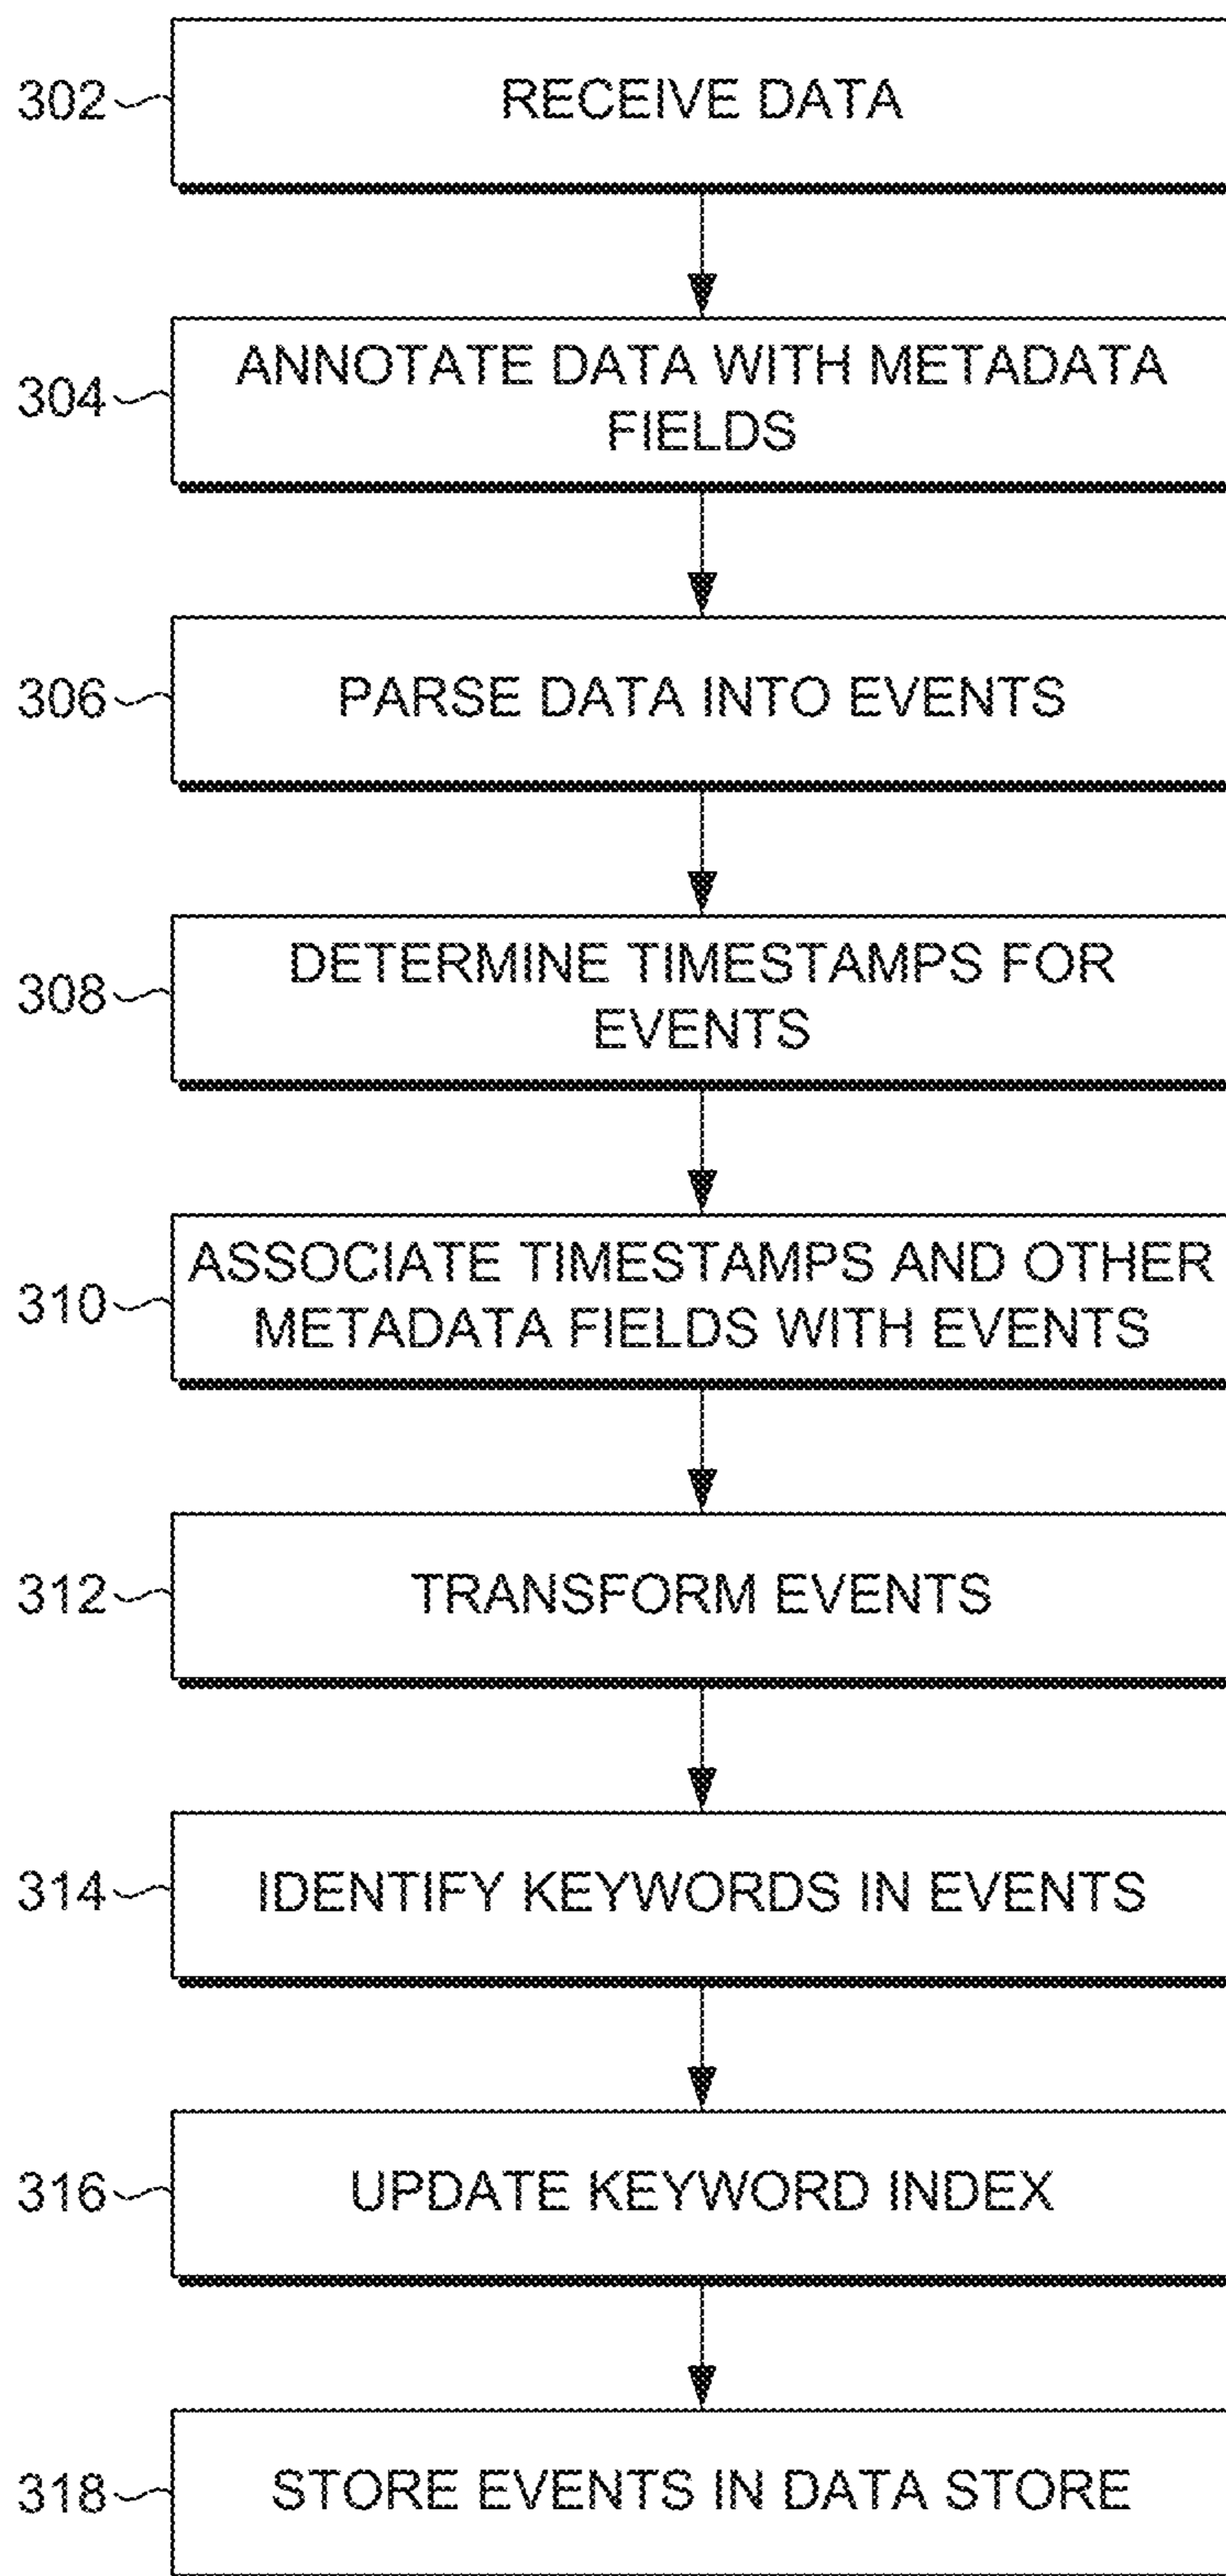 302
RECEIVE DATA
304
ANNOTATE DATA WITH METADATA
FIELDS
306
PARSE DATA INTO EVENTS
308
DETERMINE TIMESTAMPS FOR
EVENTS
310
ASSOCIATE TIMESTAMPS AND OTHER
METADATA FIELDS WITH EVENTS
312
TRANSFORM EVENTS
314
IDENTIFY KEYWORDS IN EVENTS
316
UPDATE KEYWORD INDEX
318
STORE EVENTS IN DATA STORE